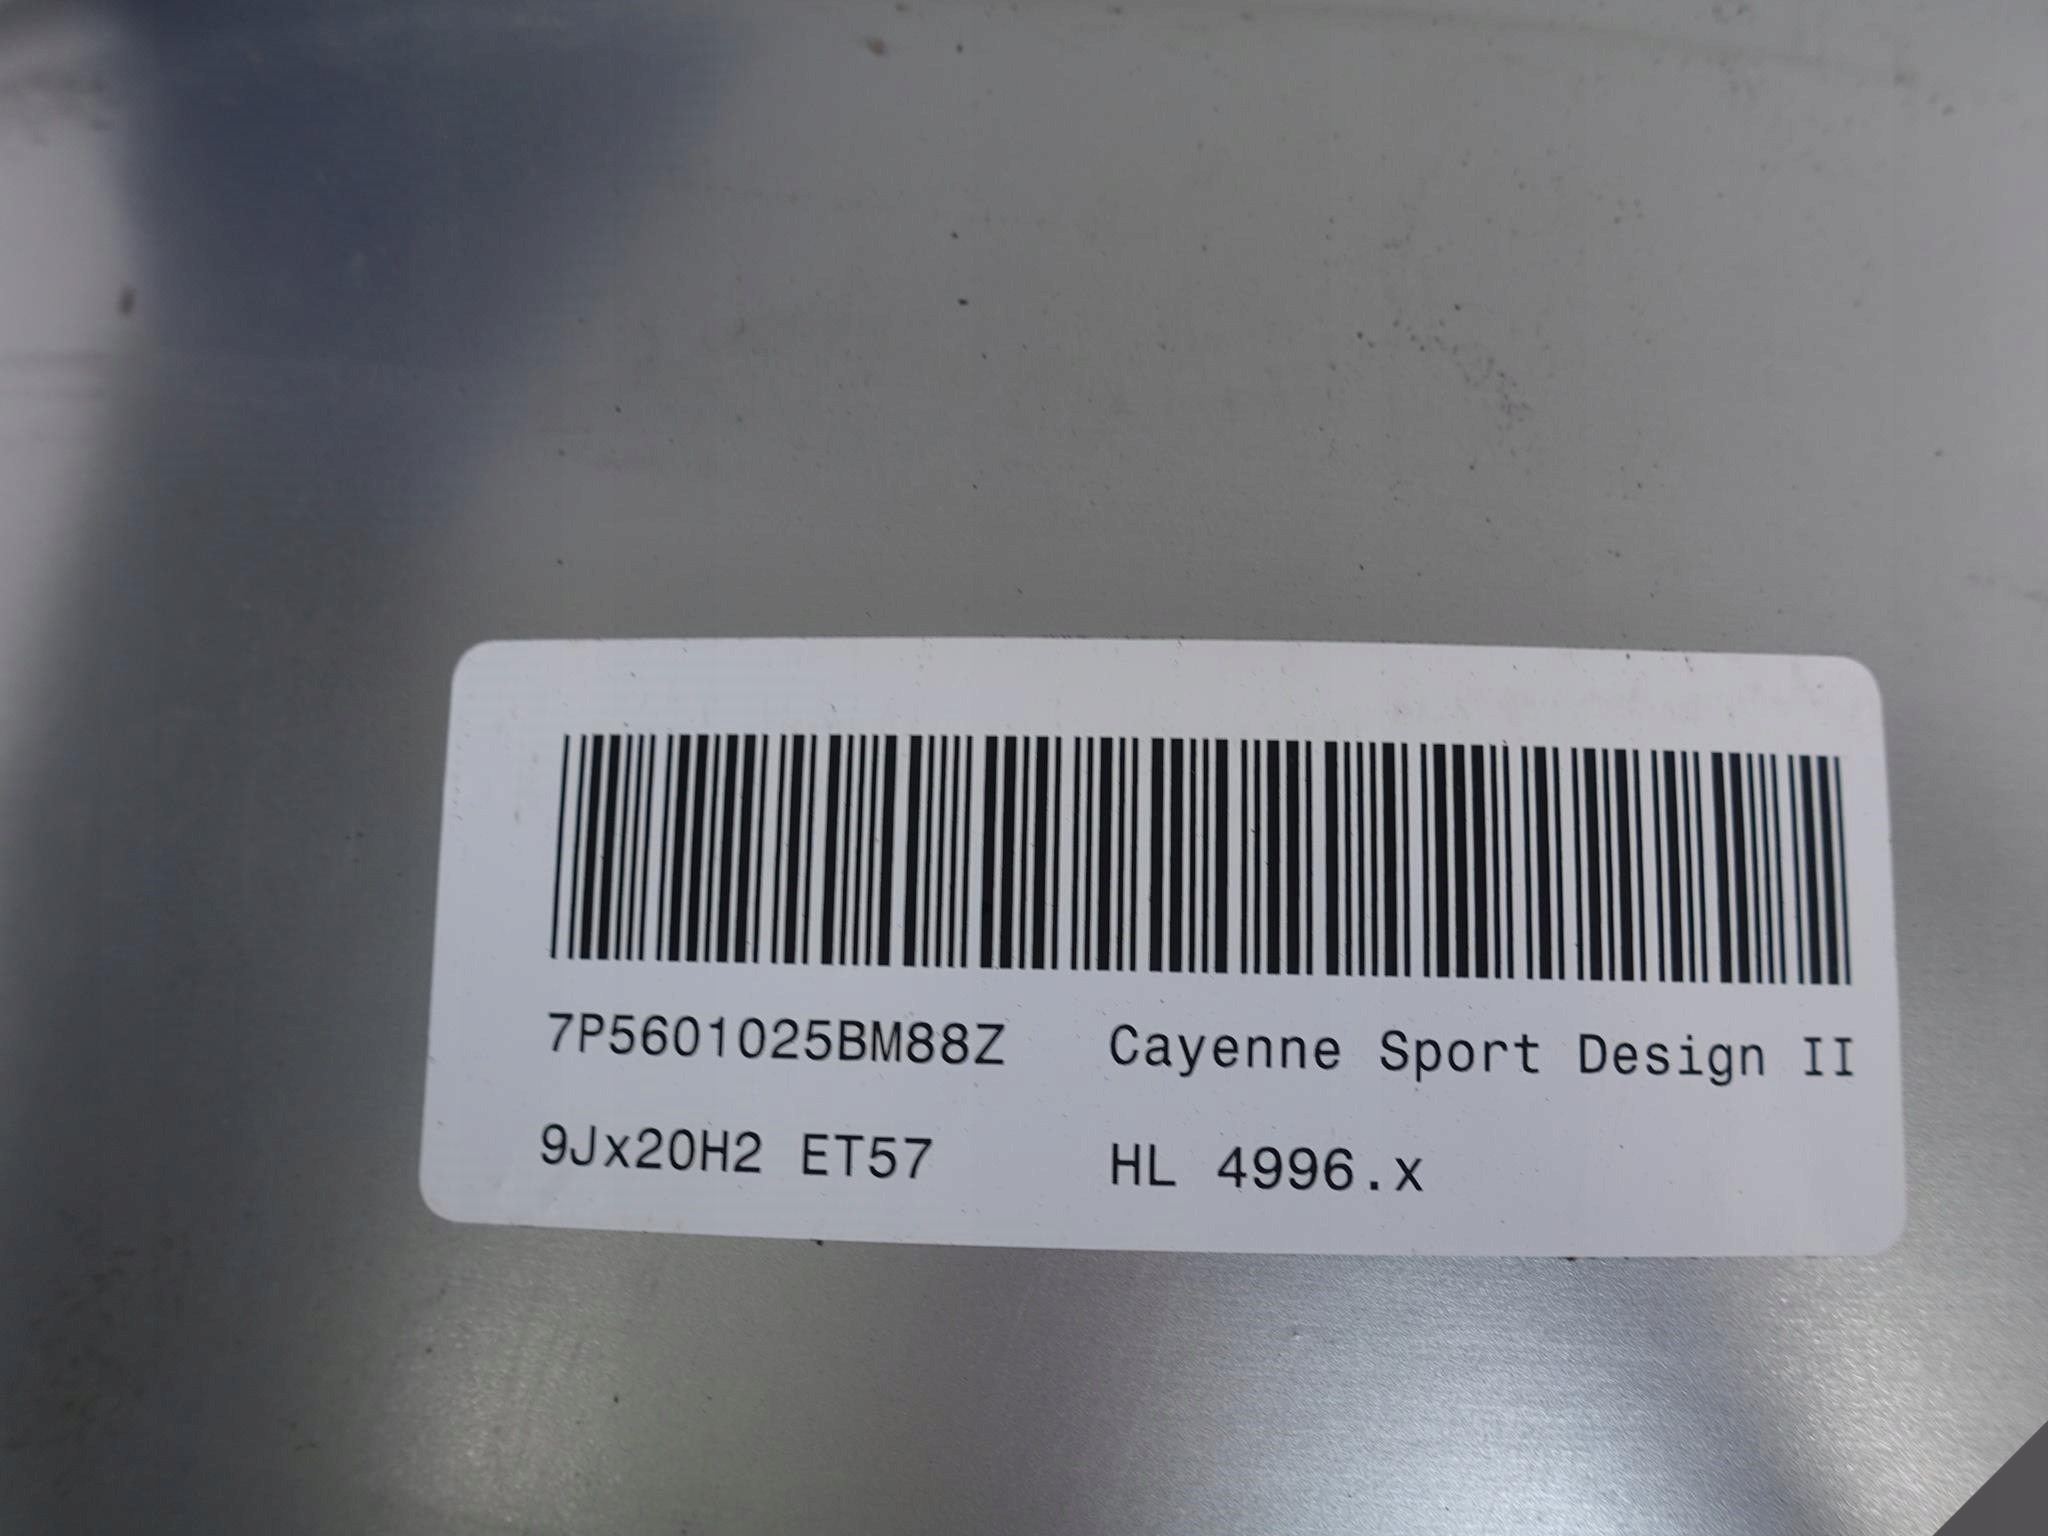 7P5601025BM88Z Cayenne Sport Design II
9Jx20H2 ET57 HL 4996.x